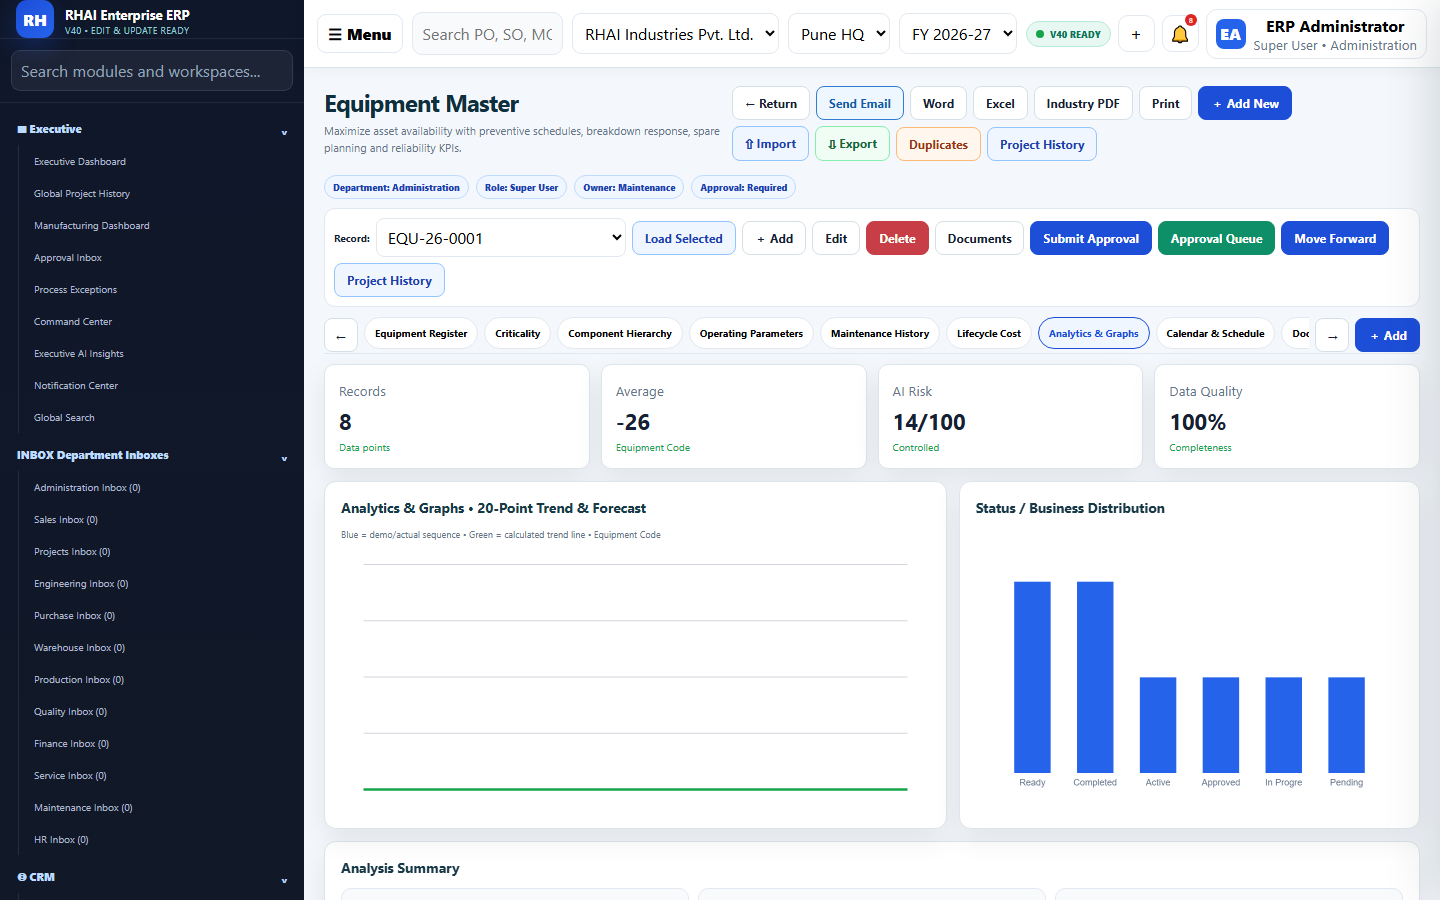 RH
RHAI Enterprise ERP
V40 • EDIT & UPDATE READY
Search modules and workspaces...
Executive
Executive Dashboard
Global Project History
Manufacturing Dashboard
Approval Inbox
Process Exceptions
Command Center
Executive AI Insights
Notification Center
Global Search
INBOX Department Inboxes
Administration Inbox (0)
Sales Inbox (0)
Projects Inbox (0)
Engineering Inbox (0)
Purchase Inbox (0)
Warehouse Inbox (0)
Production Inbox (0)
Quality Inbox (0)
Finance Inbox (0)
Service Inbox (0)
Maintenance Inbox (0)
HR Inbox (0)
CRM
☰ Menu
Search PO, SO, MO
RHAI Industries Pvt. Ltd.
Pune HQ
FY 2026-27
V40 READY
+
8
EA
ERP Administrator
Super User • Administration
Equipment Master
Maximize asset availability with preventive schedules, breakdown response, spare
planning and reliability KPIs.
← Return
Send Email
Word
Excel
Industry PDF
Print
+ Add New
⇧ Import
⇩ Export
Duplicates
Project History
Department: Administration
Role: Super User
Owner: Maintenance
Approval: Required
Record:
EQU-26-0001
Load Selected
+ Add
Edit
Delete
Documents
Submit Approval
Approval Queue
Move Forward
Project History
←
Equipment Register
Criticality
Component Hierarchy
Operating Parameters
Maintenance History
Lifecycle Cost
Analytics & Graphs
Calendar & Schedule
Doc
→
+ Add
Records
8
Data points
Average
-26
Equipment Code
AI Risk
14/100
Controlled
Data Quality
100%
Completeness
Analytics & Graphs • 20-Point Trend & Forecast
Blue = demo/actual sequence • Green = calculated trend line • Equipment Code
Status / Business Distribution
Ready
Completed
Active
Approved
In Progre
Pending
Analysis Summary